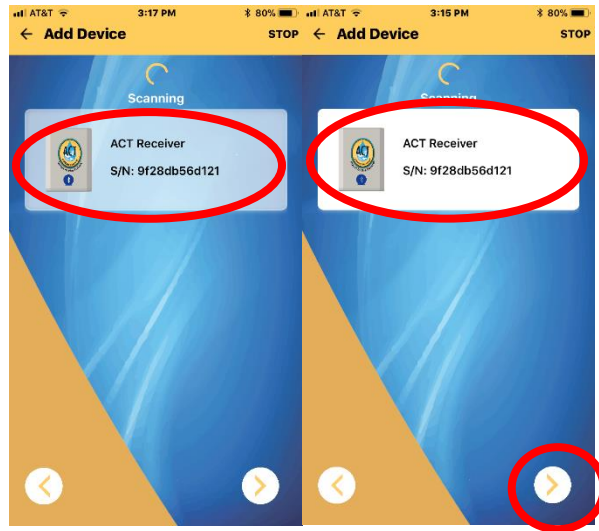 AT&T 3:17 PM 80%
← Add Device STOP
Scanning
ACT Receiver
S/N: 9f28db56d121
AT&T 3:15 PM 80%
← Add Device STOP
Scanning
ACT Receiver
S/N: 9f28db56d121